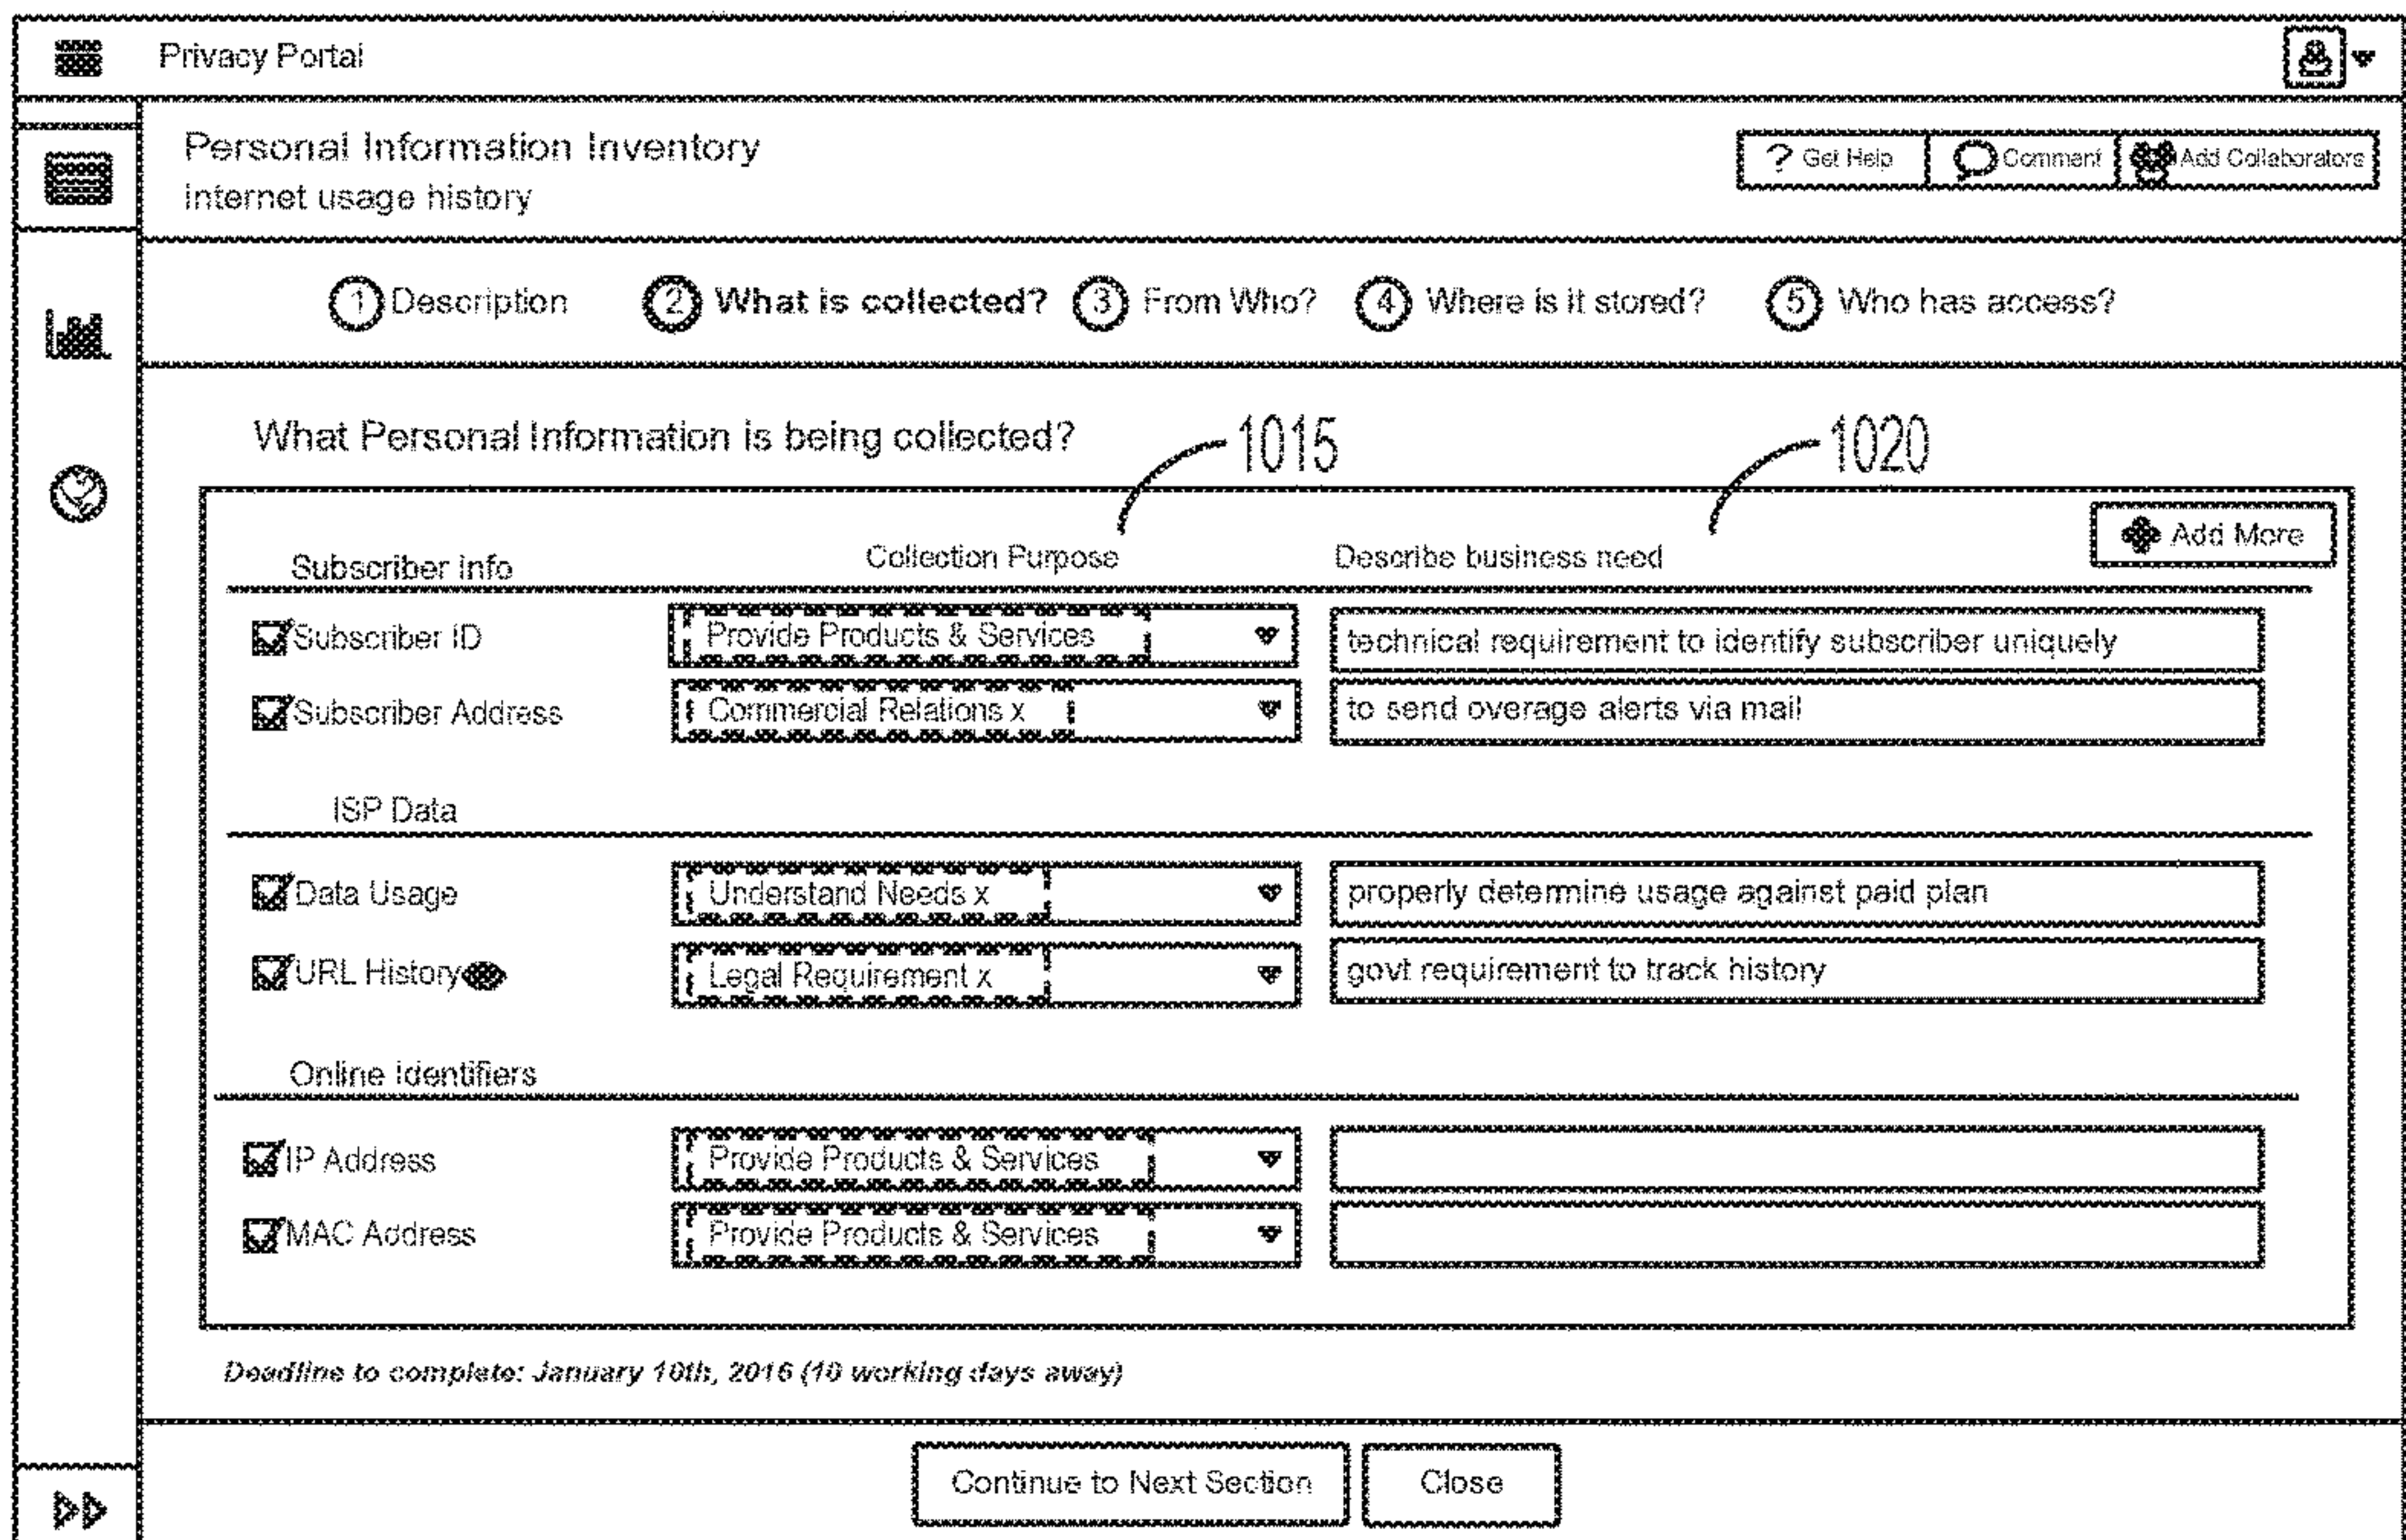 Privacy Portal
Personal Information Inventory
internet usage history
? Get Help Comment Add Collaborators
1 Description 2 What is collected? 3 From Who? 4 Where is it stored? 5 Who has access?
What Personal Information is being collected? 1015 1020
Add More
Subscriber info Collection Purpose Describe business need
Subscriber ID Provide Products & Services technical requirement to identify subscriber uniquely
Subscriber Address Commercial Relations x to send overage alerts via mail
ISP Data
Data Usage Understand Needs x properly determine usage against paid plan
URL History Legal Requirement x govt requirement to track history
Online identifiers
IP Address Provide Products & Services
MAC Address Provide Products & Services
Deadline to complete: January 10th, 2016 (10 working days away)
Continue to Next Section Close